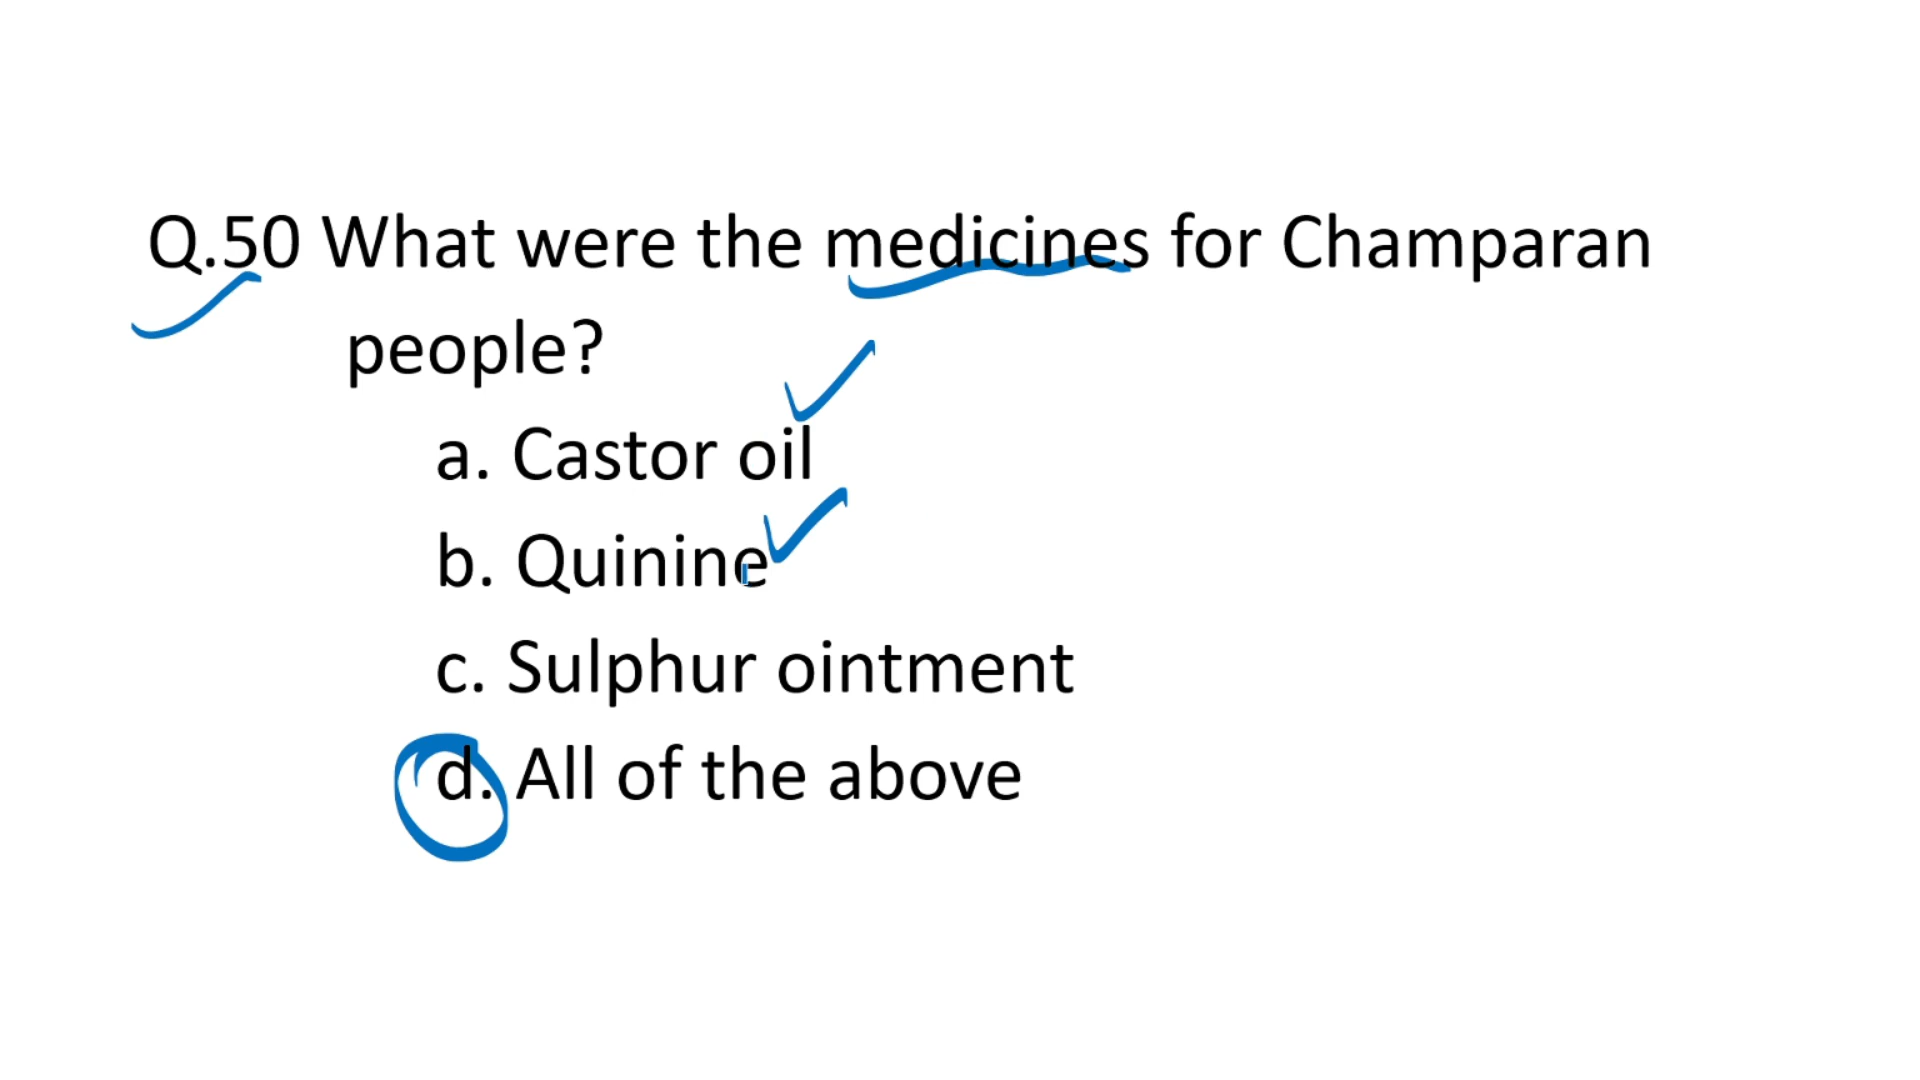 Q.50 What were the medicines for Champaran
people?
a. Castor oil
b. Quinine
c. Sulphur ointment
d. All of the above